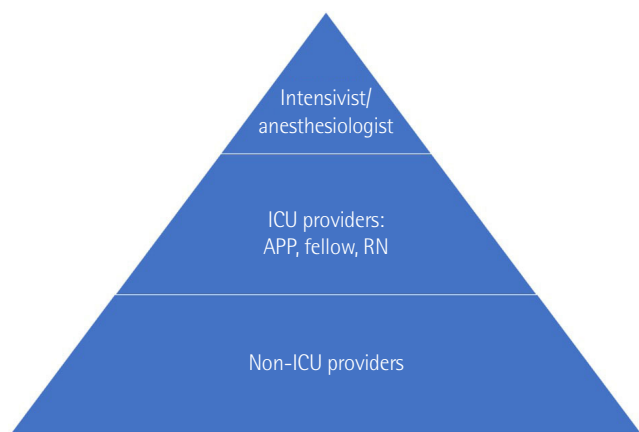 Intensivist/
anesthesiologist
ICU providers:
APP, fellow, RN
Non-ICU providers